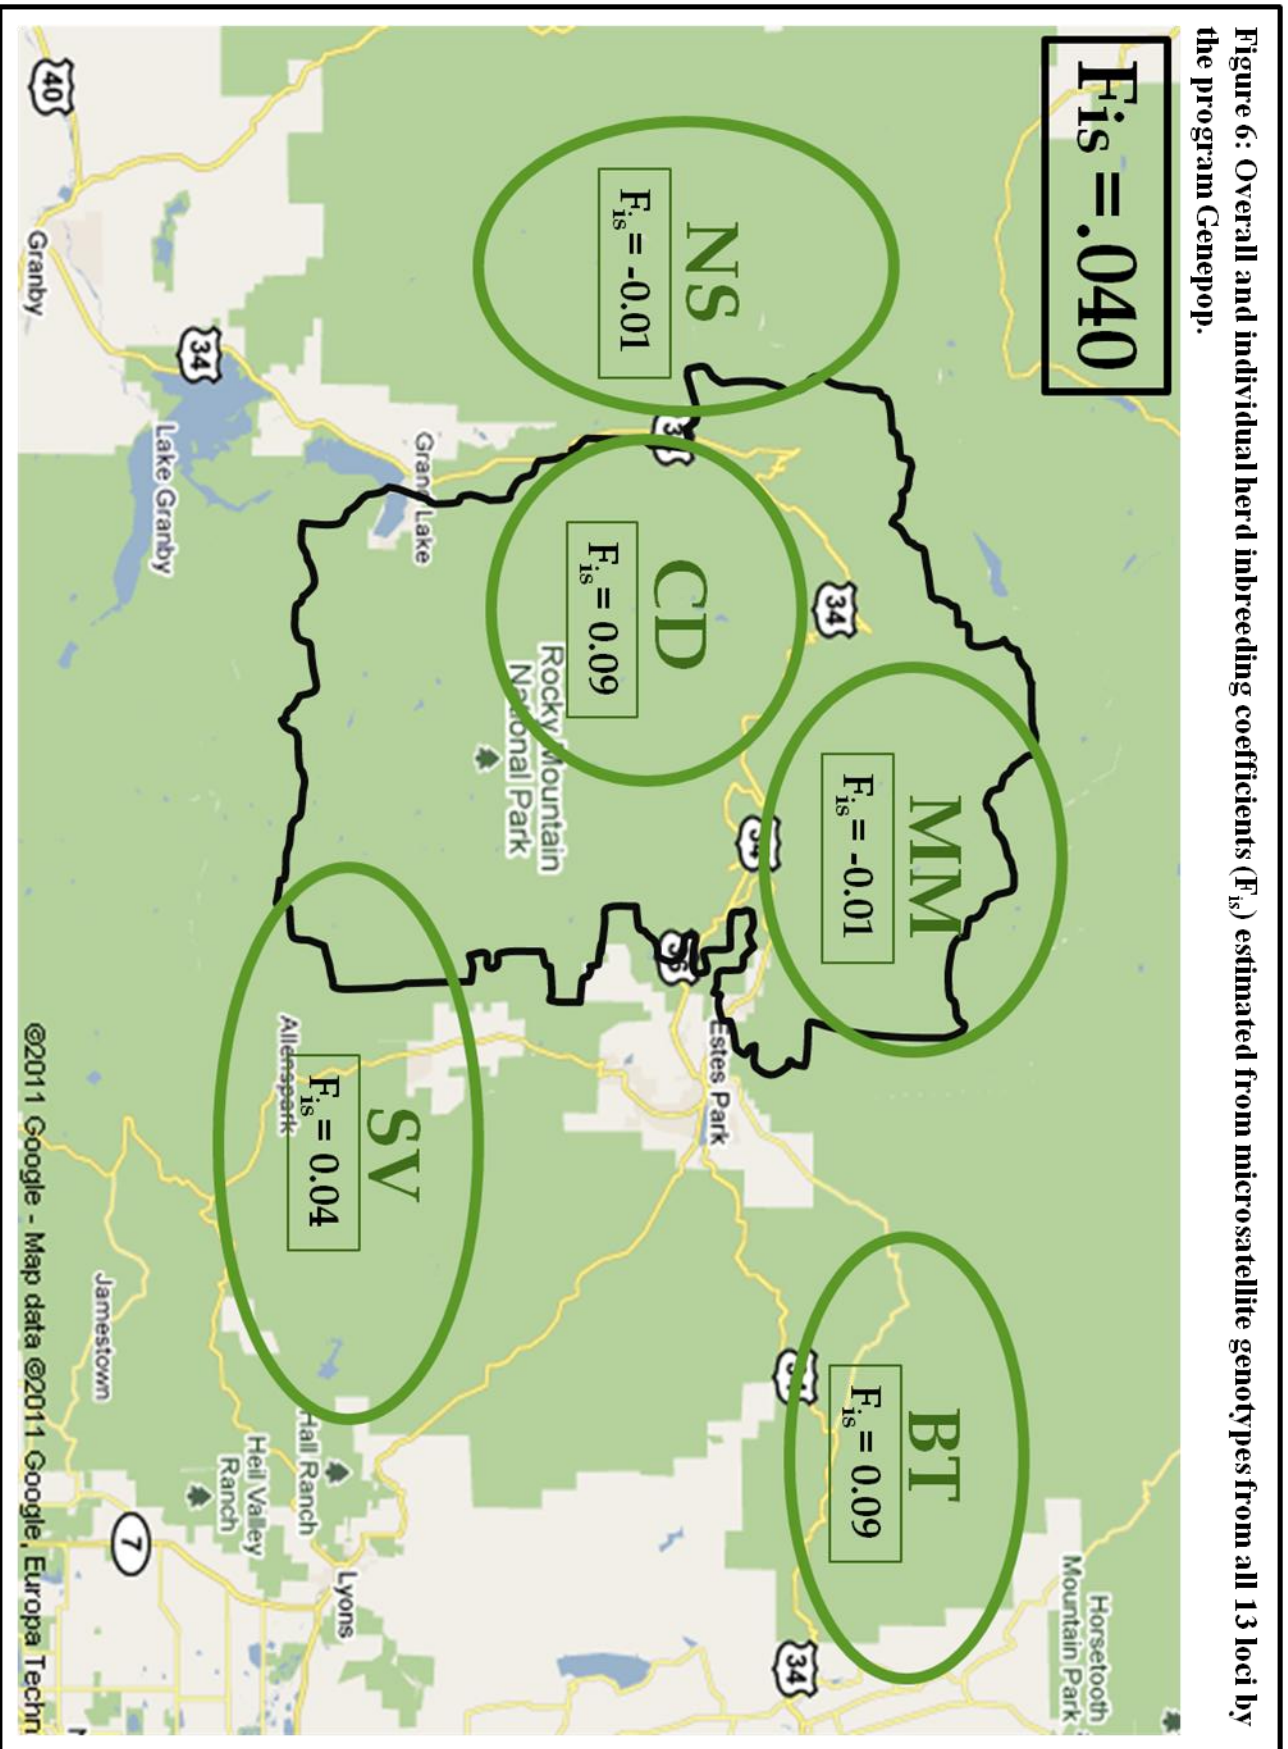 Figure 6: Overall and individual herd inbreeding coefficients (Fis) estimated from microsatellite genotypes from all 13 loci by
the program Genepop.
Fis =.040
NS
Fis= -0.01
CD
Fis= 0.09
MM
Fis= -0.01
BT
Fis= 0.09
SV
Fis= 0.04
Horsetooth
Mountain Park
34
34
34
Estes Park
Rocky Mountain
National Park
Grand Lake
34
Lake Granby
40
Granby
Allenspark
Hall Ranch
Heil Valley
Ranch
Lyons
7
Jamestown
©2011 Google - Map data ©2011 Google, Europa Techn